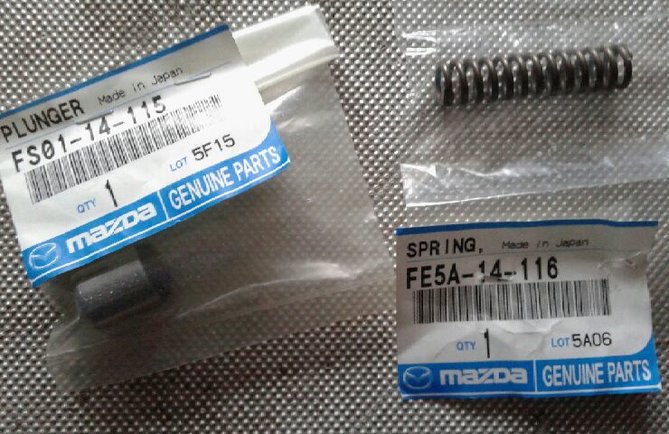 PLUNGER Made in Japan
FS01-14-115
QTY 1 LOT 5F15
mazda GENUINE PARTS
SPRING, Made in Japan
FE5A-14-116
QTY 1 LOT 5A06
mazda GENUINE PARTS